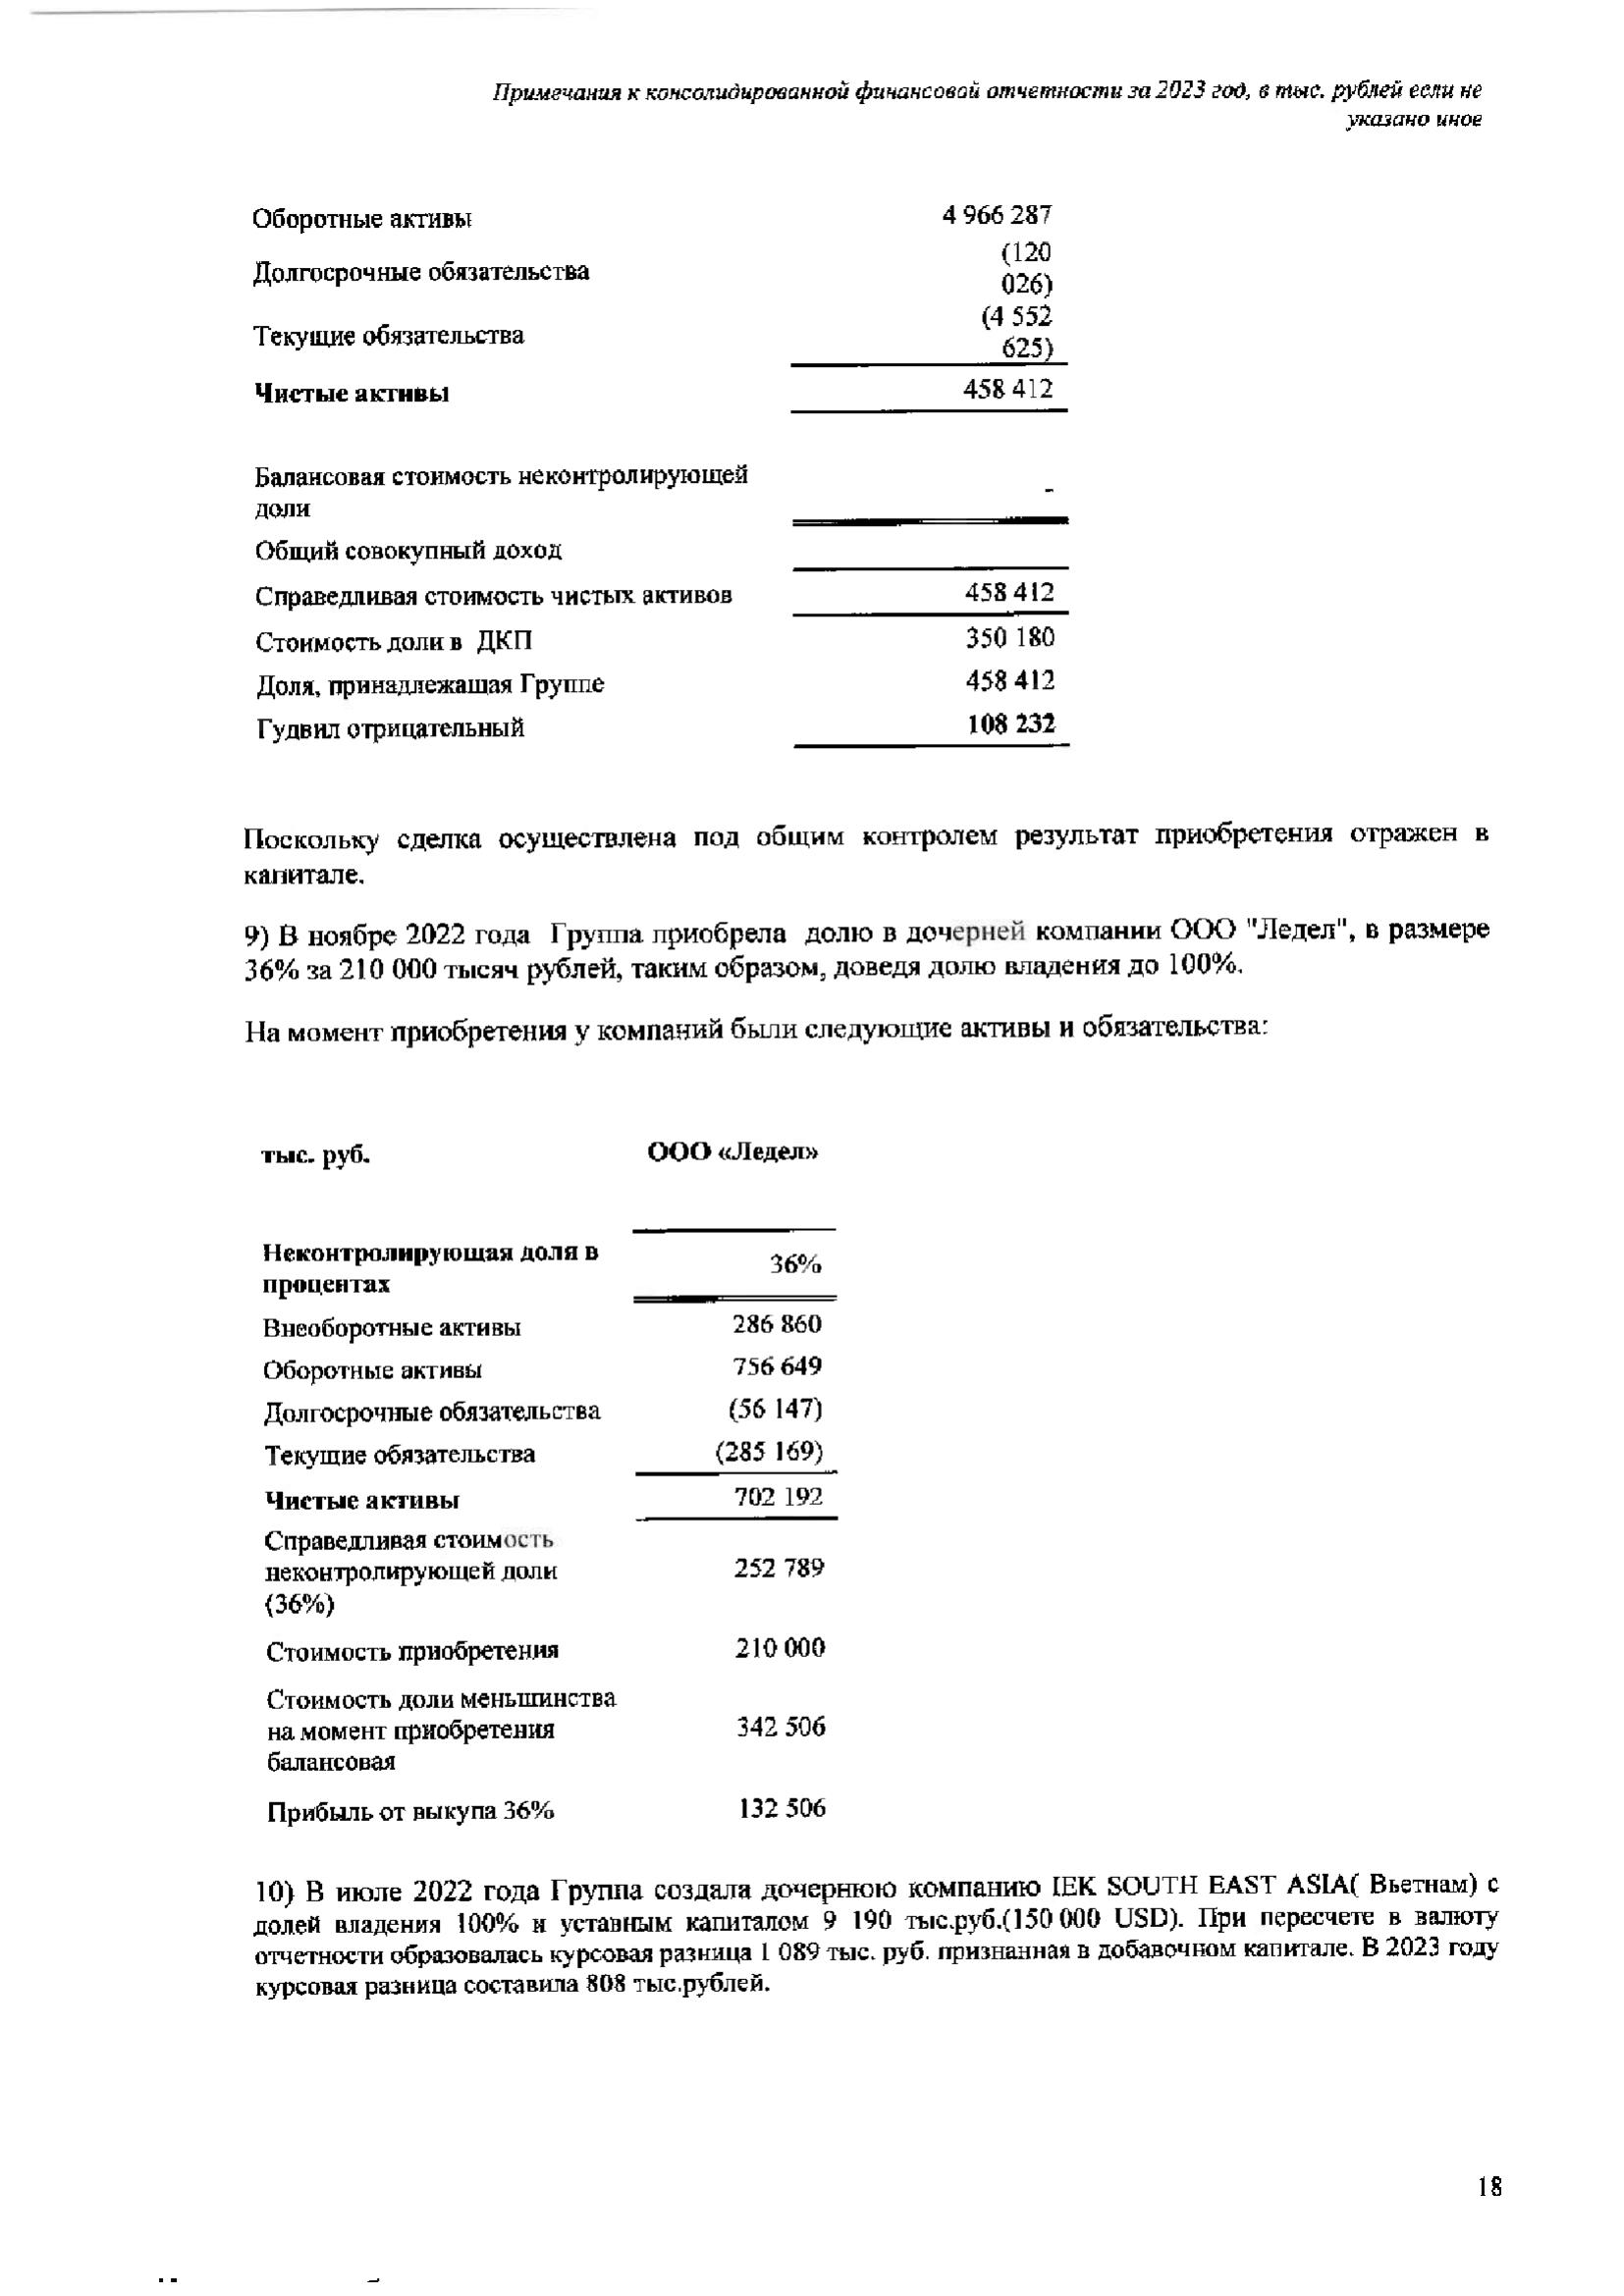 Примечания к консолидированной финансовой отчетности за 2023 год, в тыс. рублей если не
указано иное
Оборотные активы 4 966 287
Долгосрочные обязательства (120
026)
Текущие обязательства (4 552
625)
Чистые активы 458 412
Балансовая стоимость неконтролирующей
доли -
Общий совокупный доход
Справедливая стоимость чистых активов 458 412
Стоимость доли в ДКП 350 180
Доля, принадлежащая Группе 458 412
Гудвил отрицательный 108 232
Поскольку сделка осуществлена под общим контролем результат приобретения отражен в
капитале.
9) В ноябре 2022 года Группа приобрела долю в дочерней компании ООО "Ледел", в размере
36% за 210 000 тысяч рублей, таким образом, доведя долю владения до 100%.
На момент приобретения у компаний были следующие активы и обязательства:
тыс. руб. ООО «Ледел»
Неконтролирующая доля в
процентах 36%
Внеоборотные активы 286 860
Оборотные активы 756 649
Долгосрочные обязательства (56 147)
Текущие обязательства (285 169)
Чистые активы 702 192
Справедливая стоимость
неконтролирующей доли 252 789
(36%)
Стоимость приобретения 210 000
Стоимость доли меньшинства
на момент приобретения 342 506
балансовая
Прибыль от выкупа 36% 132 506
10) В июле 2022 года Группа создала дочернюю компанию IEK SOUTH EAST ASIA( Вьетнам) с
долей владения 100% и уставным капиталом 9 190 тыс.руб.(150 000 USD). При пересчете в валюту
отчетности образовалась курсовая разница 1 089 тыс. руб. признанная в добавочном капитале. В 2023 году
курсовая разница составила 808 тыс.рублей.
18